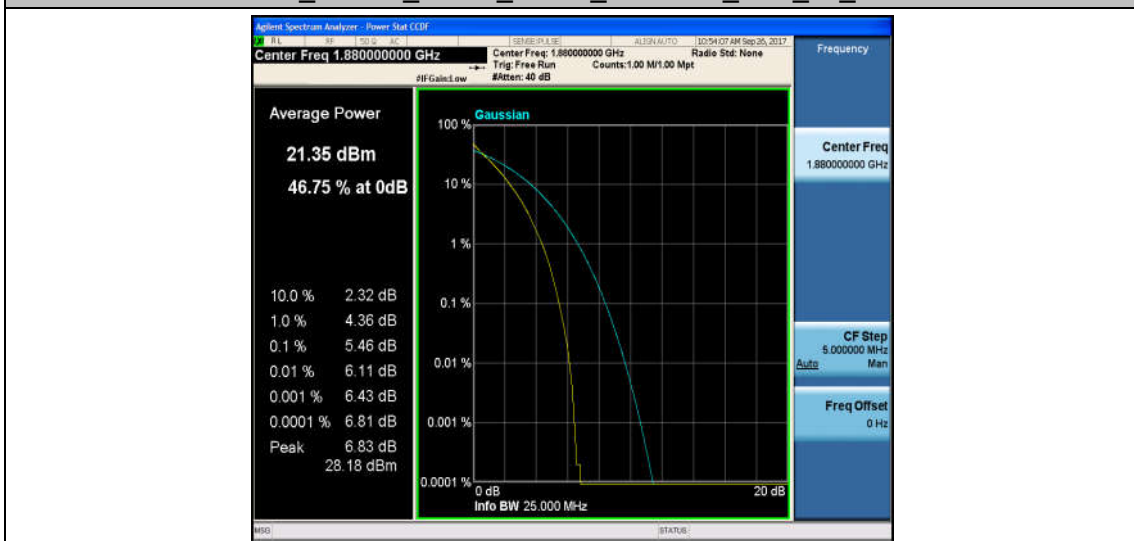 Agilent Spectrum Analyzer - Power Stat CCDF
RL RF 50 Ω AC SENSE:PULSE ALIGN AUTO 10:54:07 AM Sep 26, 2017
Center Freq 1.880000000 GHz
Center Freq: 1.880000000 GHz Radio Std: None
Trig: Free Run Counts:1.00 M/1.00 Mpt
#IFGain:Low #Atten: 40 dB
Frequency
Average Power
21.35 dBm
46.75 % at 0dB
10.0 % 2.32 dB
1.0 % 4.36 dB
0.1 % 5.46 dB
0.01 % 6.11 dB
0.001 % 6.43 dB
0.0001 % 6.81 dB
Peak 6.83 dB
28.18 dBm
Gaussian
100 %
10 %
1 %
0.1 %
0.01 %
0.001 %
0.0001 %
0 dB 20 dB
Info BW 25.000 MHz
Center Freq
1.880000000 GHz
CF Step
5.000000 MHz
Auto Man
Freq Offset
0 Hz
MSG STATUS